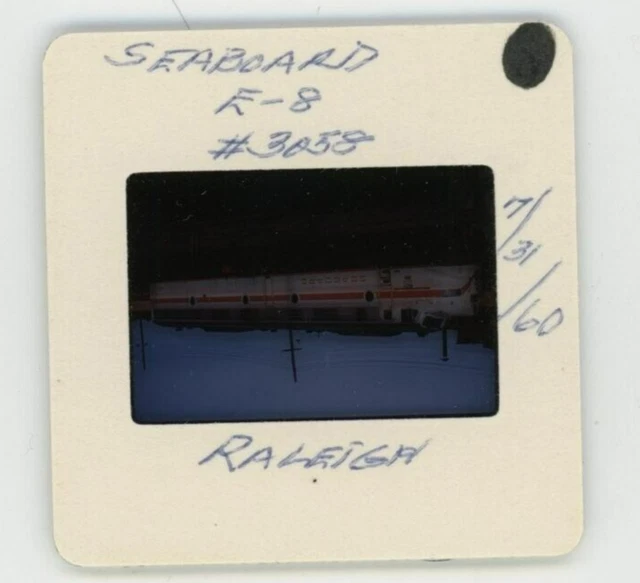 SEABOARD
E-8
#3058
7/31/60
RALEIGH